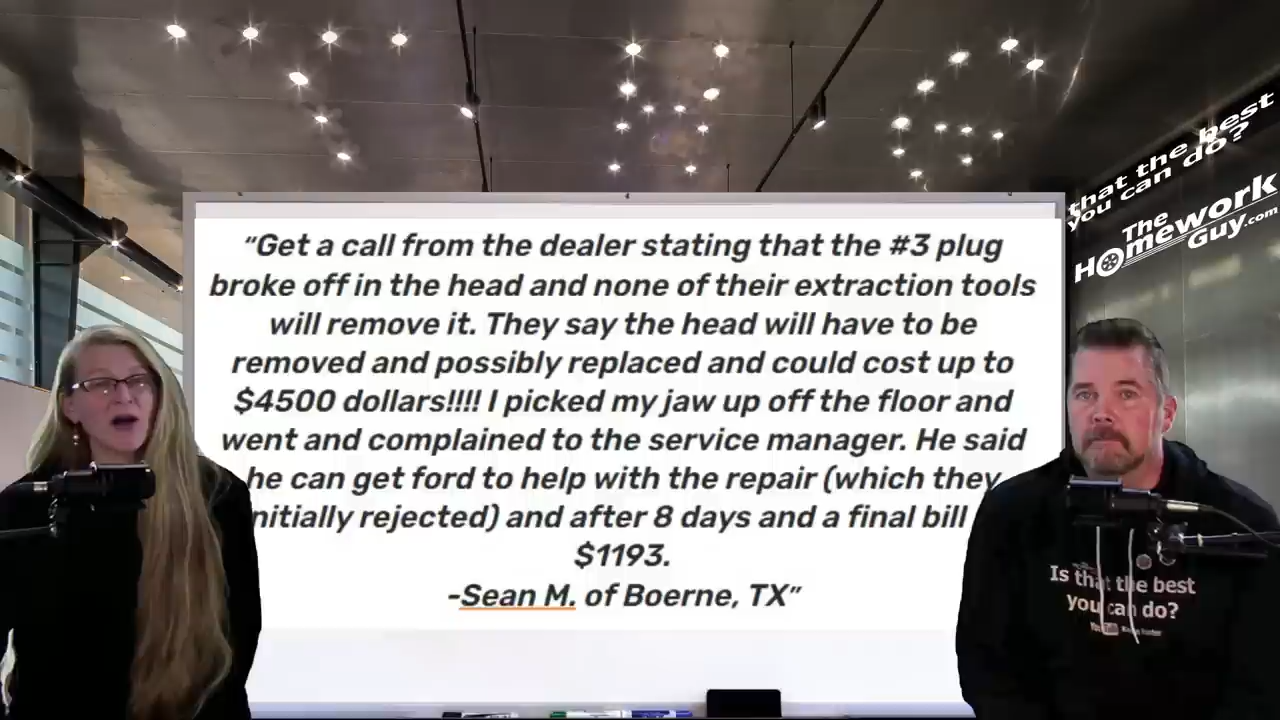 that the best
you can do?
The
Homework
Guy.com
“Get a call from the dealer stating that the #3 plug
broke off in the head and none of their extraction tools
will remove it. They say the head will have to be
removed and possibly replaced and could cost up to
$4500 dollars!!!! I picked my jaw up off the floor and
went and complained to the service manager. He said
he can get ford to help with the repair (which they
nitially rejected) and after 8 days and a final bill
$1193.
-Sean M. of Boerne, TX”
Is that the best
you can do?
YouTube